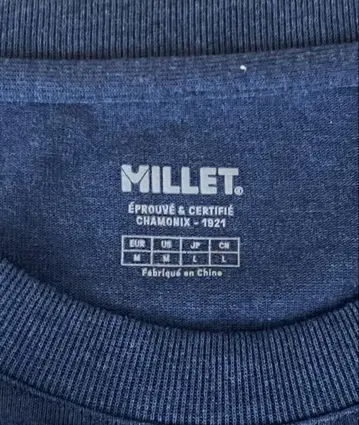 MILLET®
ÉPROUVÉ & CERTIFIÉ
CHAMONIX - 1921
EUR US JP CN
M M L L
Fabriqué en Chine